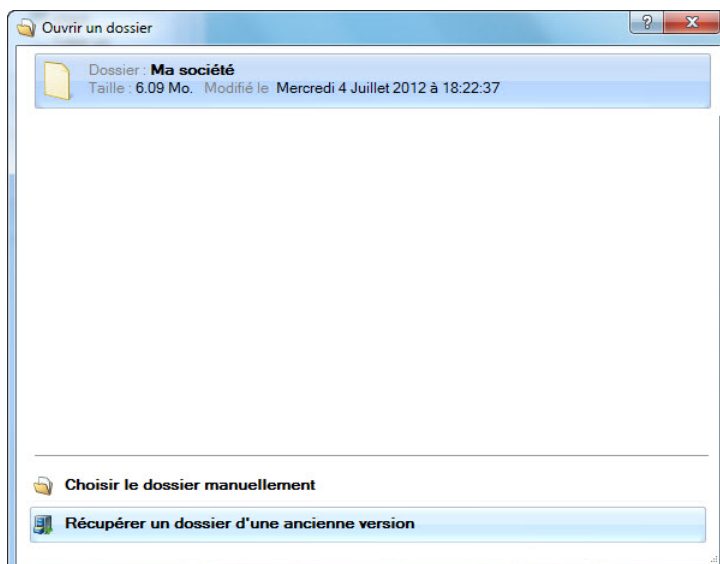 Ouvrir un dossier
Dossier : Ma société
Taille : 6.09 Mo. Modifié le Mercredi 4 Juillet 2012 à 18:22:37
Choisir le dossier manuellement
Récupérer un dossier d'une ancienne version